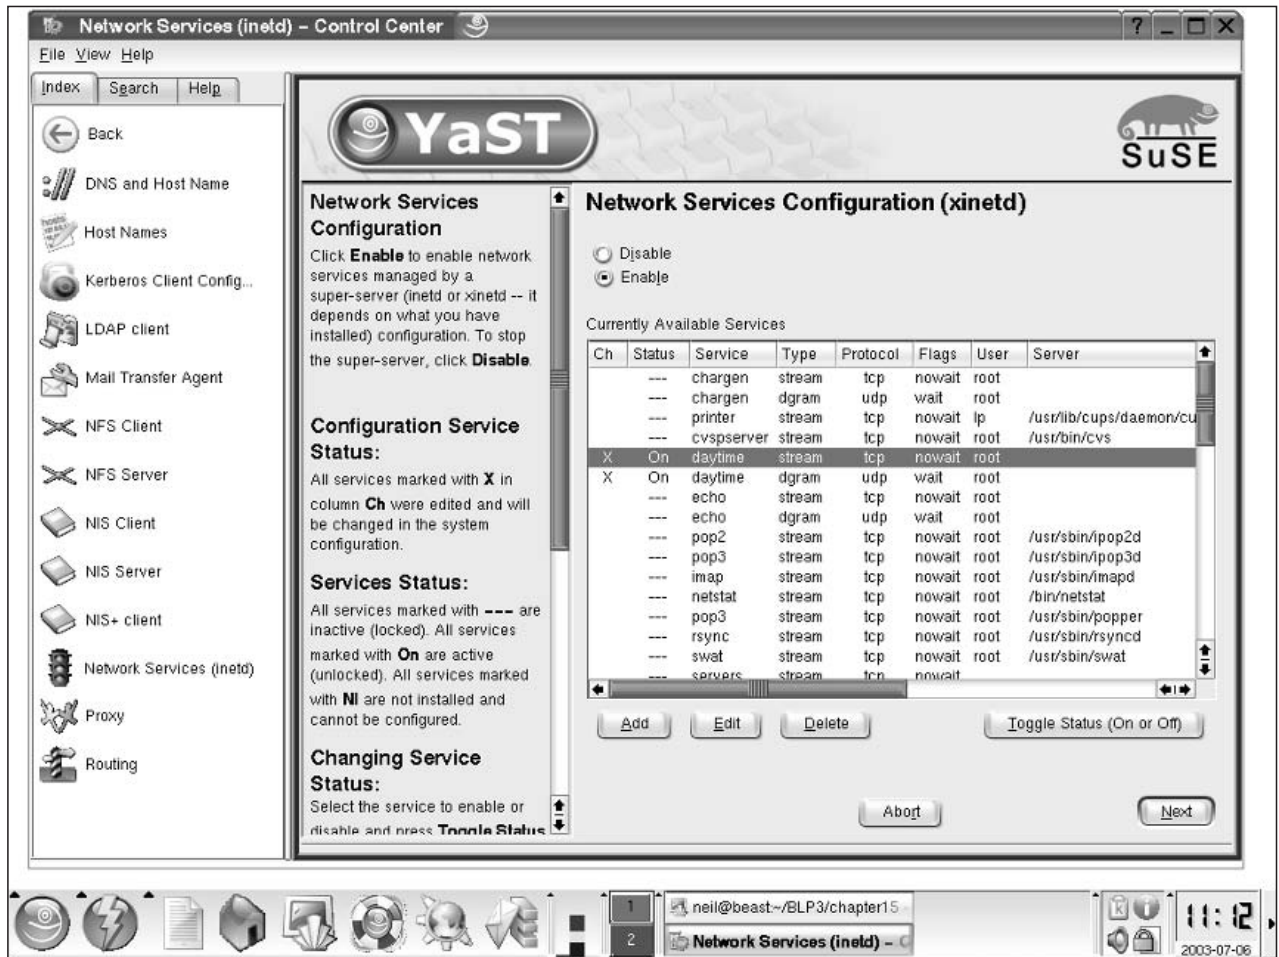 Network Services (inetd) – Control Center
? _ □ X
File View Help
Index Search Help
Back
DNS and Host Name
Host Names
Kerberos Client Config...
LDAP client
Mail Transfer Agent
NFS Client
NFS Server
NIS Client
NIS Server
NIS+ client
Network Services (inetd)
Proxy
Routing
YaST
SuSE
Network Services
Configuration
Click Enable to enable network
services managed by a
super-server (inetd or xinetd -- it
depends on what you have
installed) configuration. To stop
the super-server, click Disable.
Configuration Service
Status:
All services marked with X in
column Ch were edited and will
be changed in the system
configuration.
Services Status:
All services marked with --- are
inactive (locked). All services
marked with On are active
(unlocked). All services marked
with NI are not installed and
cannot be configured.
Changing Service
Status:
Select the service to enable or
disable and press Toggle Status
Network Services Configuration (xinetd)
Disable
Enable
Currently Available Services
Ch Status Service Type Protocol Flags User Server
--- chargen stream tcp nowait root
--- chargen dgram udp wait root
--- printer stream tcp nowait lp /usr/lib/cups/daemon/cu
--- cvspserver stream tcp nowait root /usr/bin/cvs
X On daytime stream tcp nowait root
X On daytime dgram udp wait root
--- echo stream tcp nowait root
--- echo dgram udp wait root
--- pop2 stream tcp nowait root /usr/sbin/ipop2d
--- pop3 stream tcp nowait root /usr/sbin/ipop3d
--- imap stream tcp nowait root /usr/sbin/imapd
--- netstat stream tcp nowait root /bin/netstat
--- pop3 stream tcp nowait root /usr/sbin/popper
--- rsync stream tcp nowait root /usr/sbin/rsyncd
--- swat stream tcp nowait root /usr/sbin/swat
--- servers stream tcp nowait
Add Edit Delete Toggle Status (On or Off)
Abort Next
1
2
neil@beast:~/BLP3/chapter15 -
Network Services (inetd) – C
11:12
2003-07-06